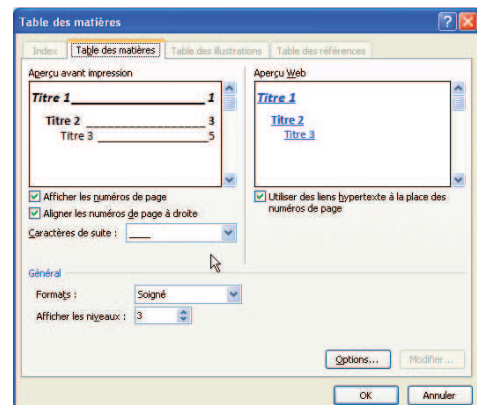 Table des matières
Index Table des matières Table des illustrations Table des références
Aperçu avant impression
Titre 1 1
Titre 2 3
Titre 3 5
Aperçu Web
Titre 1
Titre 2
Titre 3
Afficher les numéros de page
Aligner les numéros de page à droite
Caractères de suite : ____
Utiliser des liens hypertexte à la place des
numéros de page
Général
Formats : Soigné
Afficher les niveaux : 3
Options... Modifier...
OK Annuler